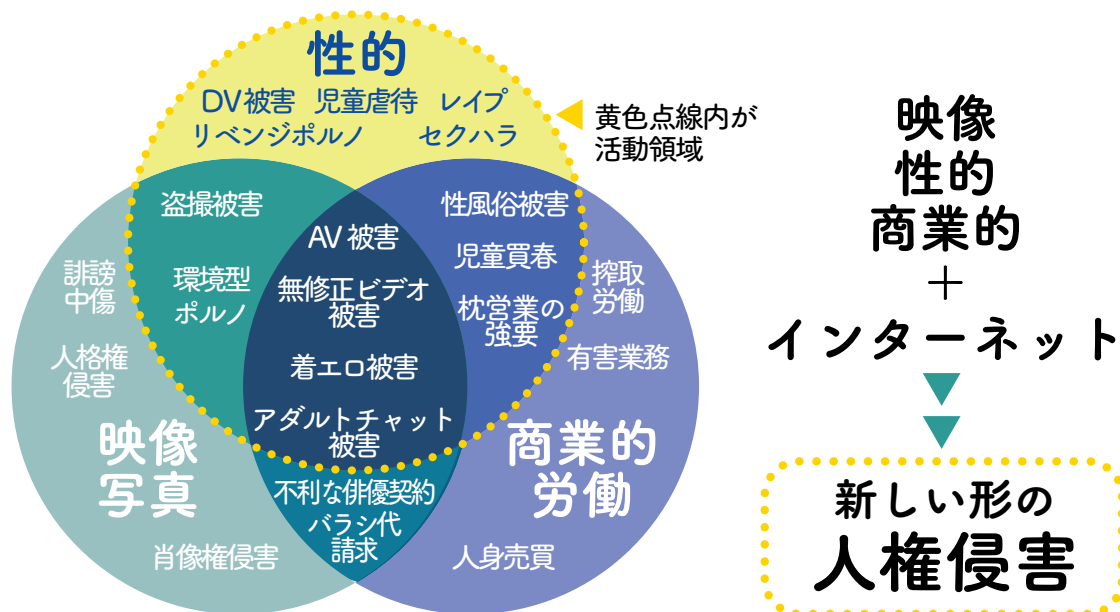 性的
DV被害 児童虐待 レイプ
リベンジポルノ セクハラ
黄色点線内が
活動領域
盗撮被害
環境型
ポルノ
AV被害
無修正ビデオ
被害
着エロ被害
アダルトチャット
被害
性風俗被害
児童買春
枕営業の
強要
誹謗
中傷
人格権
侵害
映像
写真
肖像権侵害
搾取
労働
有害業務
商業的
労働
人身売買
不利な俳優契約
バラシ代
請求
映像
性的
商業的
+
インターネット
新しい形の
人権侵害